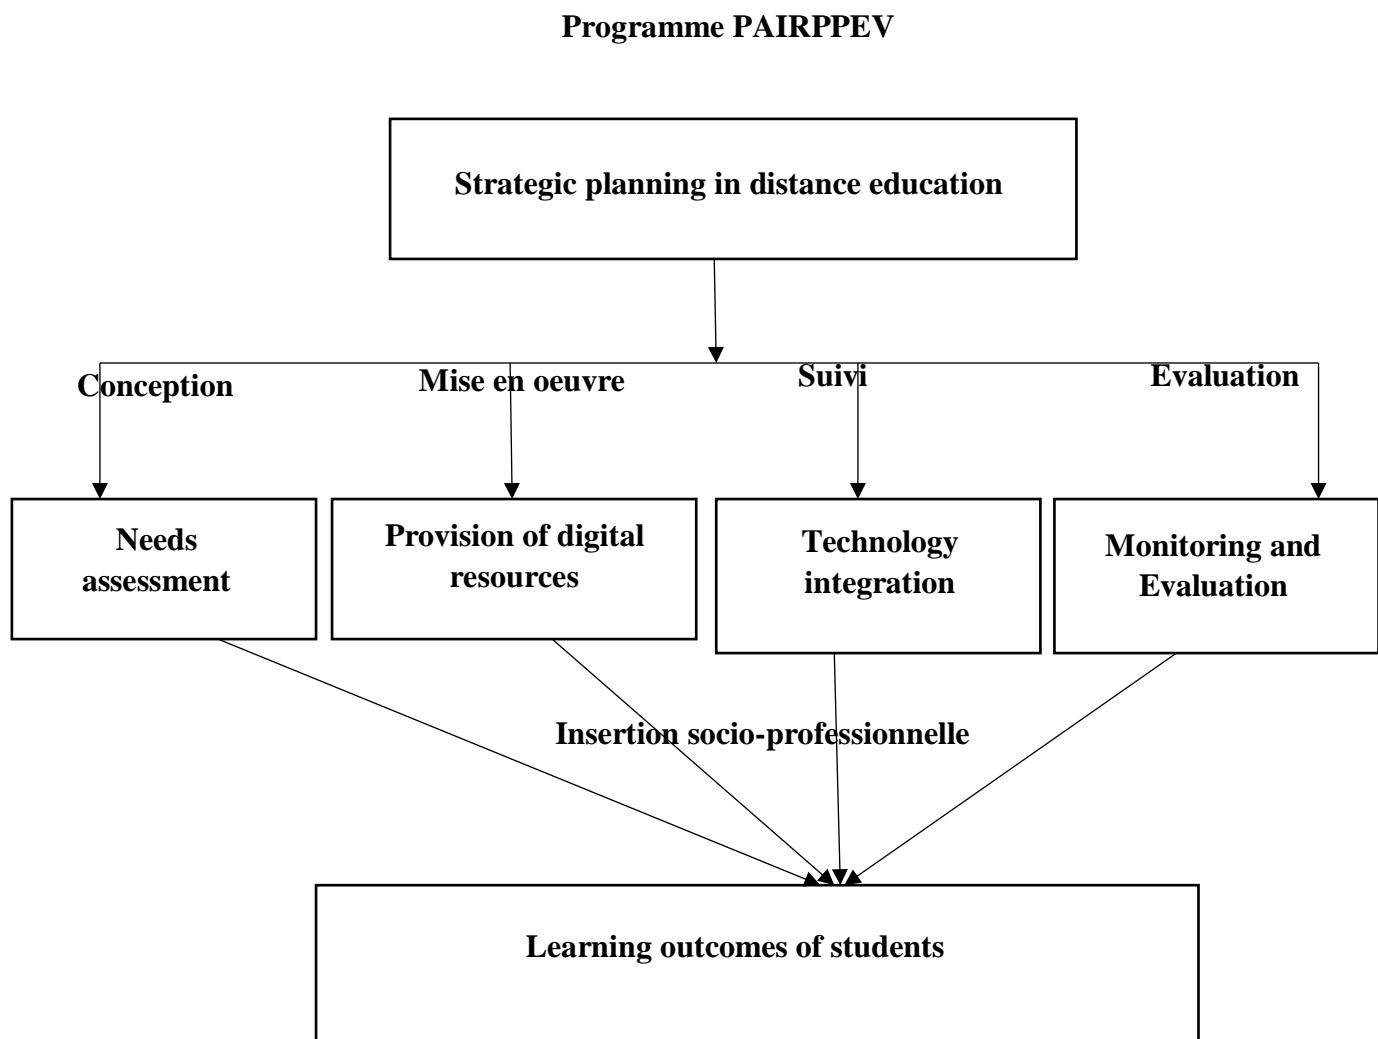 Programme PAIRPPEV
Strategic planning in distance education
Conception
Mise en oeuvre
Suivi
Evaluation
Needs
assessment
Provision of digital
resources
Technology
integration
Monitoring and
Evaluation
Insertion socio-professionnelle
Learning outcomes of students